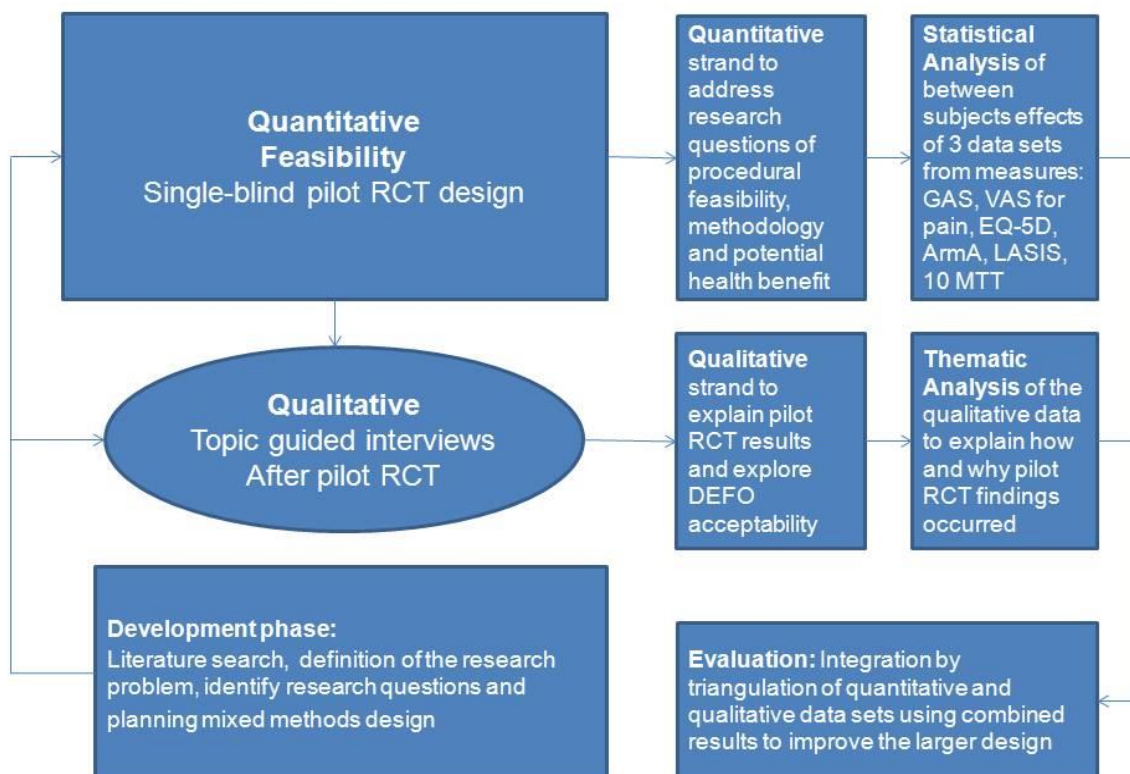 Quantitative
Feasibility
Single-blind pilot RCT design
Quantitative
strand to
address
research
questions of
procedural
feasibility,
methodology
and potential
health benefit
Statistical
Analysis of
between
subjects effects
of 3 data sets
from measures:
GAS, VAS for
pain, EQ-5D,
ArmA, LASIS,
10 MTT
Qualitative
Topic guided interviews
After pilot RCT
Qualitative
strand to
explain pilot
RCT results
and explore
DEFO
acceptability
Thematic
Analysis of the
qualitative data
to explain how
and why pilot
RCT findings
occurred
Development phase:
Literature search, definition of the research
problem, identify research questions and
planning mixed methods design
Evaluation: Integration by
triangulation of quantitative and
qualitative data sets using combined
results to improve the larger design